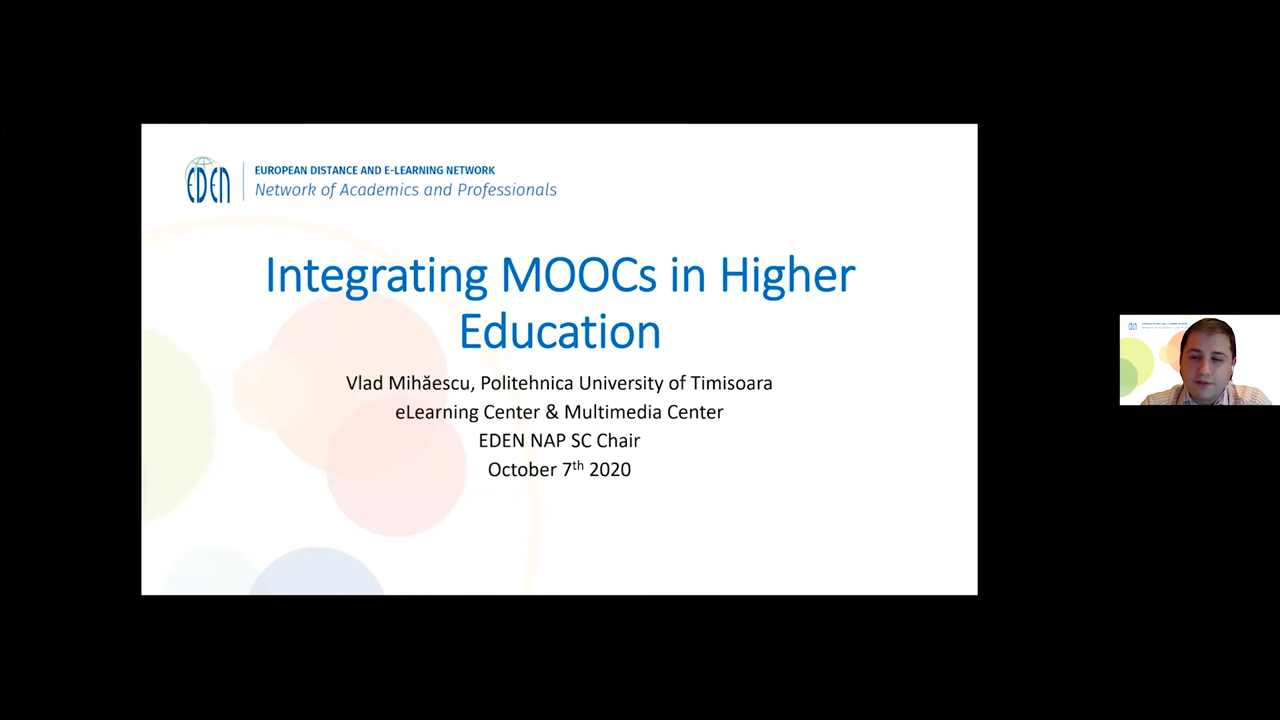 EDEN
EUROPEAN DISTANCE AND E-LEARNING NETWORK
Network of Academics and Professionals
Integrating MOOCs in Higher
Education
Vlad Mihăescu, Politehnica University of Timisoara
eLearning Center & Multimedia Center
EDEN NAP SC Chair
October 7th 2020